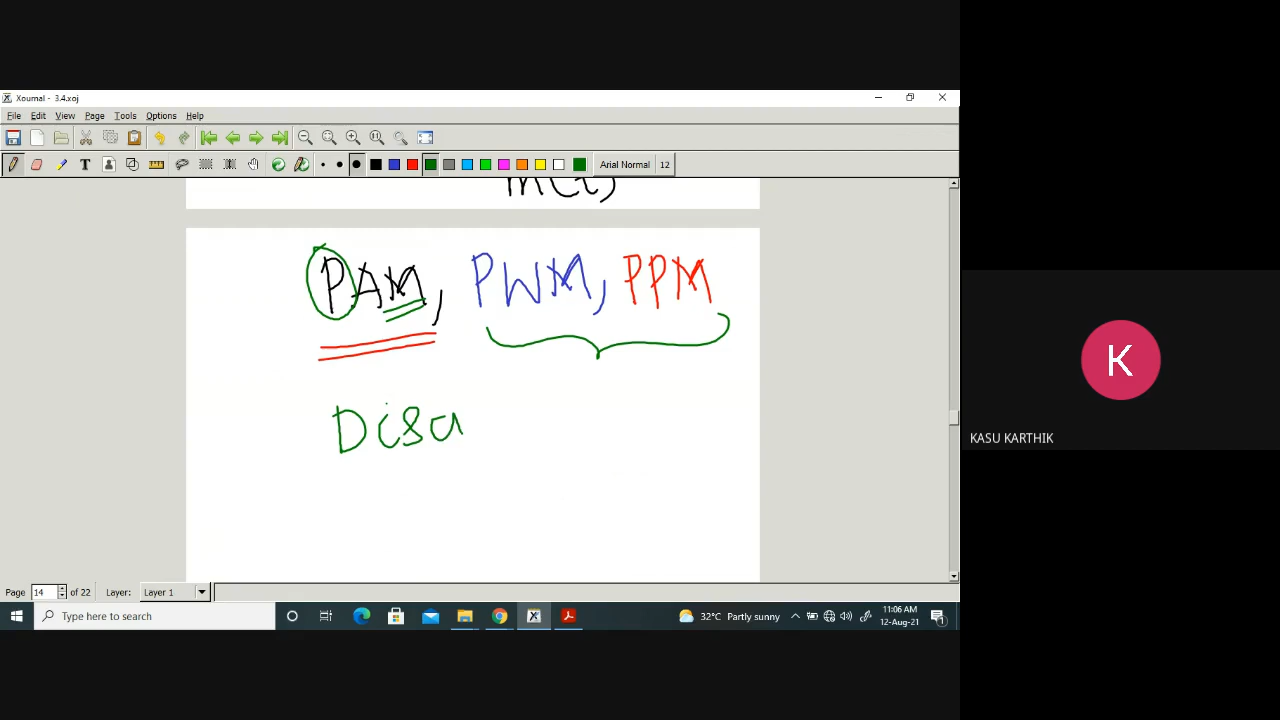 Xournal - 3.4.xoj
File Edit View Page Tools Options Help
T Arial Normal 12
m(t)
PAM, PWM, PPM
Disa
K
KASU KARTHIK
Page 14 of 22 Layer: Layer 1
Type here to search 32°C Partly sunny 11:06 AM
12-Aug-21 1